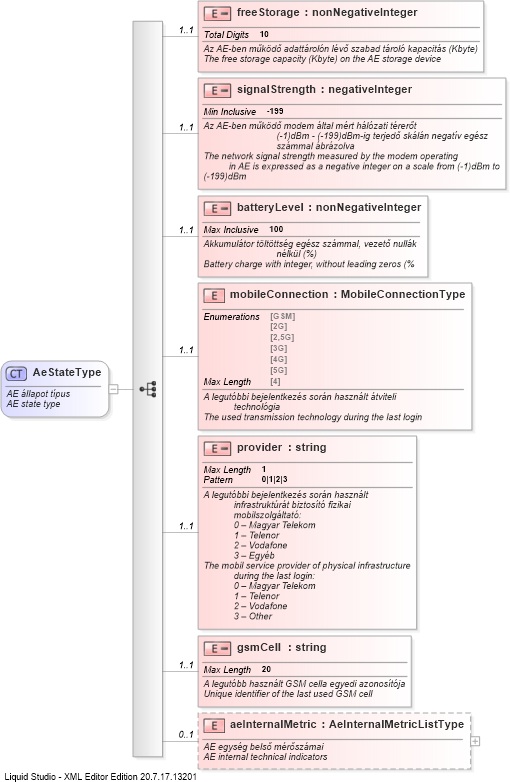 E freeStorage : nonNegativeInteger
1..1
Total Digits 10
Az AE-ben működő adattárolón lévő szabad tároló kapacitás (Kbyte)
The free storage capacity (Kbyte) on the AE storage device
E signalStrength : negativeInteger
Min Inclusive -199
1..1
Az AE-ben működő modem által mért hálózati térerőt
(-1)dBm - (-199)dBm-ig terjedő skálán negatív egész
számmal ábrázolva
The network signal strength measured by the modem operating
in AE is expressed as a negative integer on a scale from (-1)dBm to
(-199)dBm
E batteryLevel : nonNegativeInteger
1..1
Max Inclusive 100
Akkumulátor töltöttség egész számmal, vezető nullák
nélkül (%)
Battery charge with integer, without leading zeros (%
E mobileConnection : MobileConnectionType
Enumerations [GSM]
[2G]
[2,5G]
[3G]
1..1
[4G]
[5G]
Max Length [4]
A legutóbbi bejelentkezés során használt átviteli
technológia
The used transmission technology during the last login
CT AeStateType
AE állapot típus
AE state type
E provider : string
Max Length 1
Pattern 0|1|2|3
A legutóbbi bejelentkezés során használt
infrastruktúrát biztosító fizikai
mobilszolgáltató:
1..1
0 – Magyar Telekom
1 – Telenor
2 – Vodafone
3 – Egyéb
The mobil service provider of physical infrastructure
during the last login:
0 – Magyar Telekom
1 – Telenor
2 – Vodafone
3 – Other
E gsmCell : string
1..1
Max Length 20
A legutóbb használt GSM cella egyedi azonosítója
Unique identifier of the last used GSM cell
E aeInternalMetric : AeInternalMetricListType
0..1
AE egység belső mérőszámai
AE internal technical indicators
Liquid Studio - XML Editor Edition 20.7.17.13201